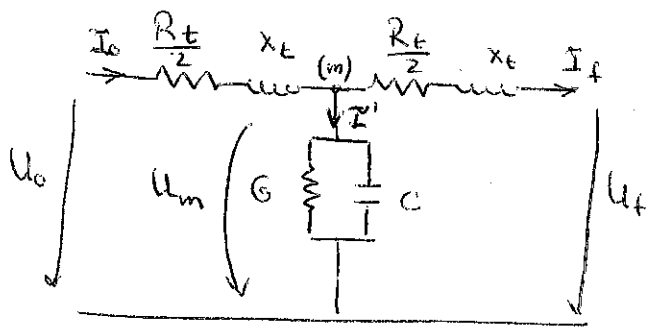 I₀ Rt/2 xt (m) Rt/2 xt If
I'
U₀ Um G C Uf